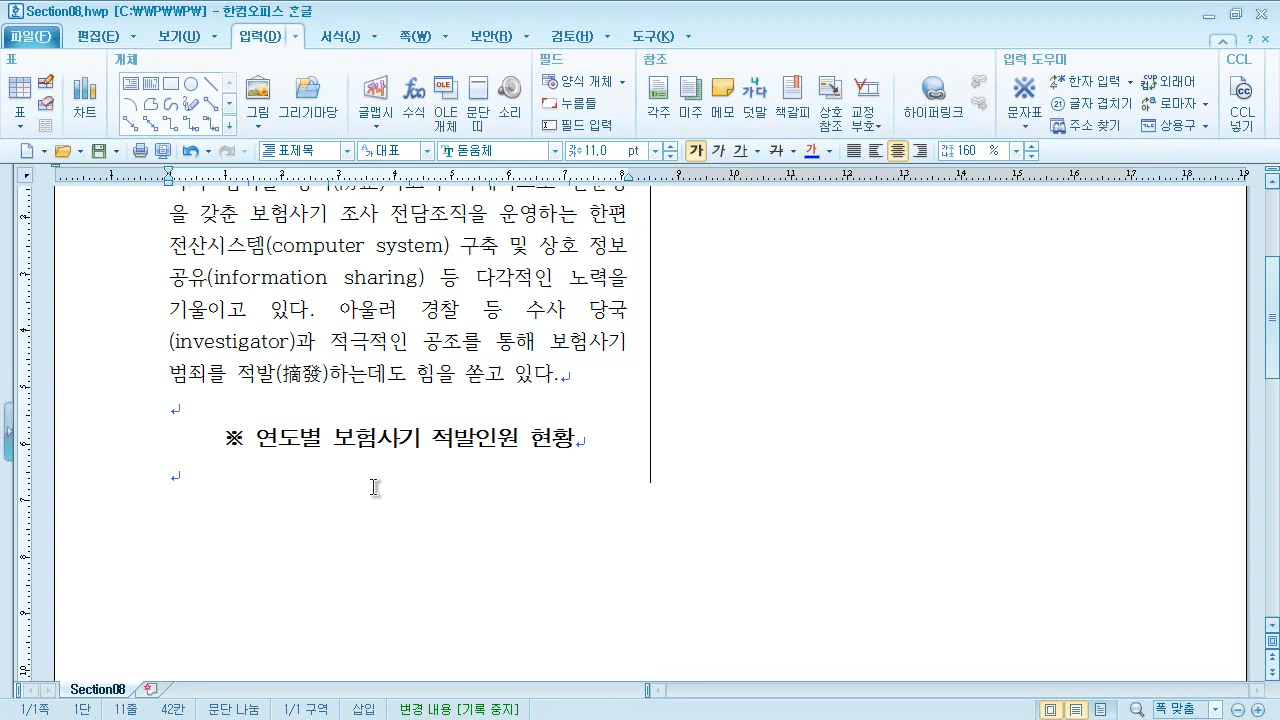 Section08.hwp [C:\WWPWWPW] - 한컴오피스 혼글
파일(F) 편집(E) 보기(U) 입력(D) 서식(J) 쪽(W) 보안(R) 검토(H) 도구(K)
표 개체 필드 참조 입력 도우미 CCL
표 차트 그림 그리기마당 글맵시 수식 OLE 개체 문단 띠 소리
양식 개체
누름틀
필드 입력
각주 미주 메모 덧말 책갈피 상호 참조 교정 부호 하이퍼링크 문자표
한자 입력 외래어
글자 겹치기 로마자
주소 찾기 상용구
CCL 넣기
표제목 대표 돋움체 11.0 pt 가 가 가 가 가 160 %
을 갖춘 보험사기 조사 전담조직을 운영하는 한편
전산시스템(computer system) 구축 및 상호 정보
공유(information sharing) 등 다각적인 노력을
기울이고 있다. 아울러 경찰 등 수사 당국
(investigator)과 적극적인 공조를 통해 보험사기
범죄를 적발(摘發)하는데도 힘을 쏟고 있다.
※ 연도별 보험사기 적발인원 현황
Section08
1/1쪽 1단 11줄 42칸 문단 나눔 1/1 구역 삽입 변경 내용 [기록 중지] 폭 맞춤